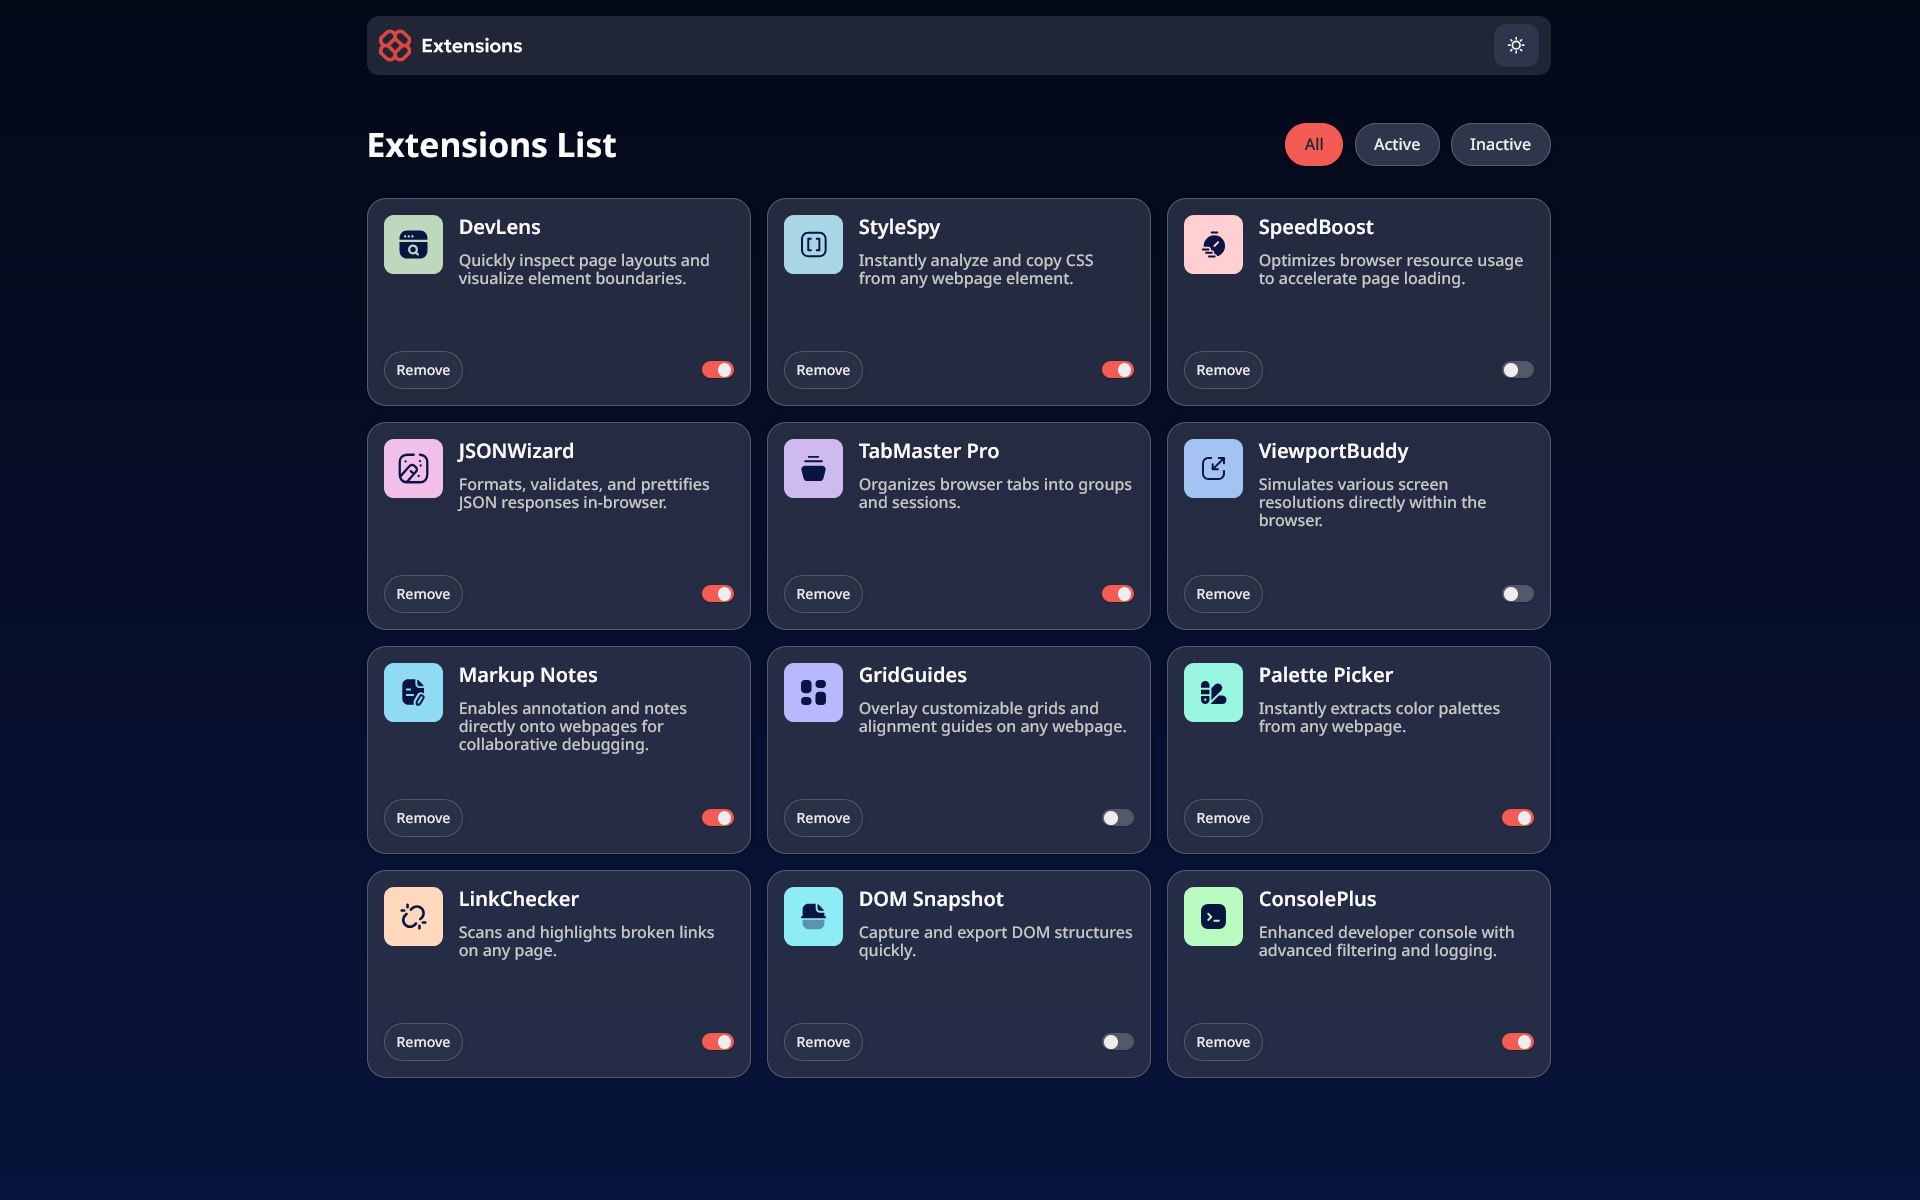 Extensions
Extensions List
All
Active
Inactive
DevLens
Quickly inspect page layouts and
visualize element boundaries.
Remove
StyleSpy
Instantly analyze and copy CSS
from any webpage element.
Remove
SpeedBoost
Optimizes browser resource usage
to accelerate page loading.
Remove
JSONWizard
Formats, validates, and prettifies
JSON responses in-browser.
Remove
TabMaster Pro
Organizes browser tabs into groups
and sessions.
Remove
ViewportBuddy
Simulates various screen
resolutions directly within the
browser.
Remove
Markup Notes
Enables annotation and notes
directly onto webpages for
collaborative debugging.
Remove
GridGuides
Overlay customizable grids and
alignment guides on any webpage.
Remove
Palette Picker
Instantly extracts color palettes
from any webpage.
Remove
LinkChecker
Scans and highlights broken links
on any page.
Remove
DOM Snapshot
Capture and export DOM structures
quickly.
Remove
ConsolePlus
Enhanced developer console with
advanced filtering and logging.
Remove